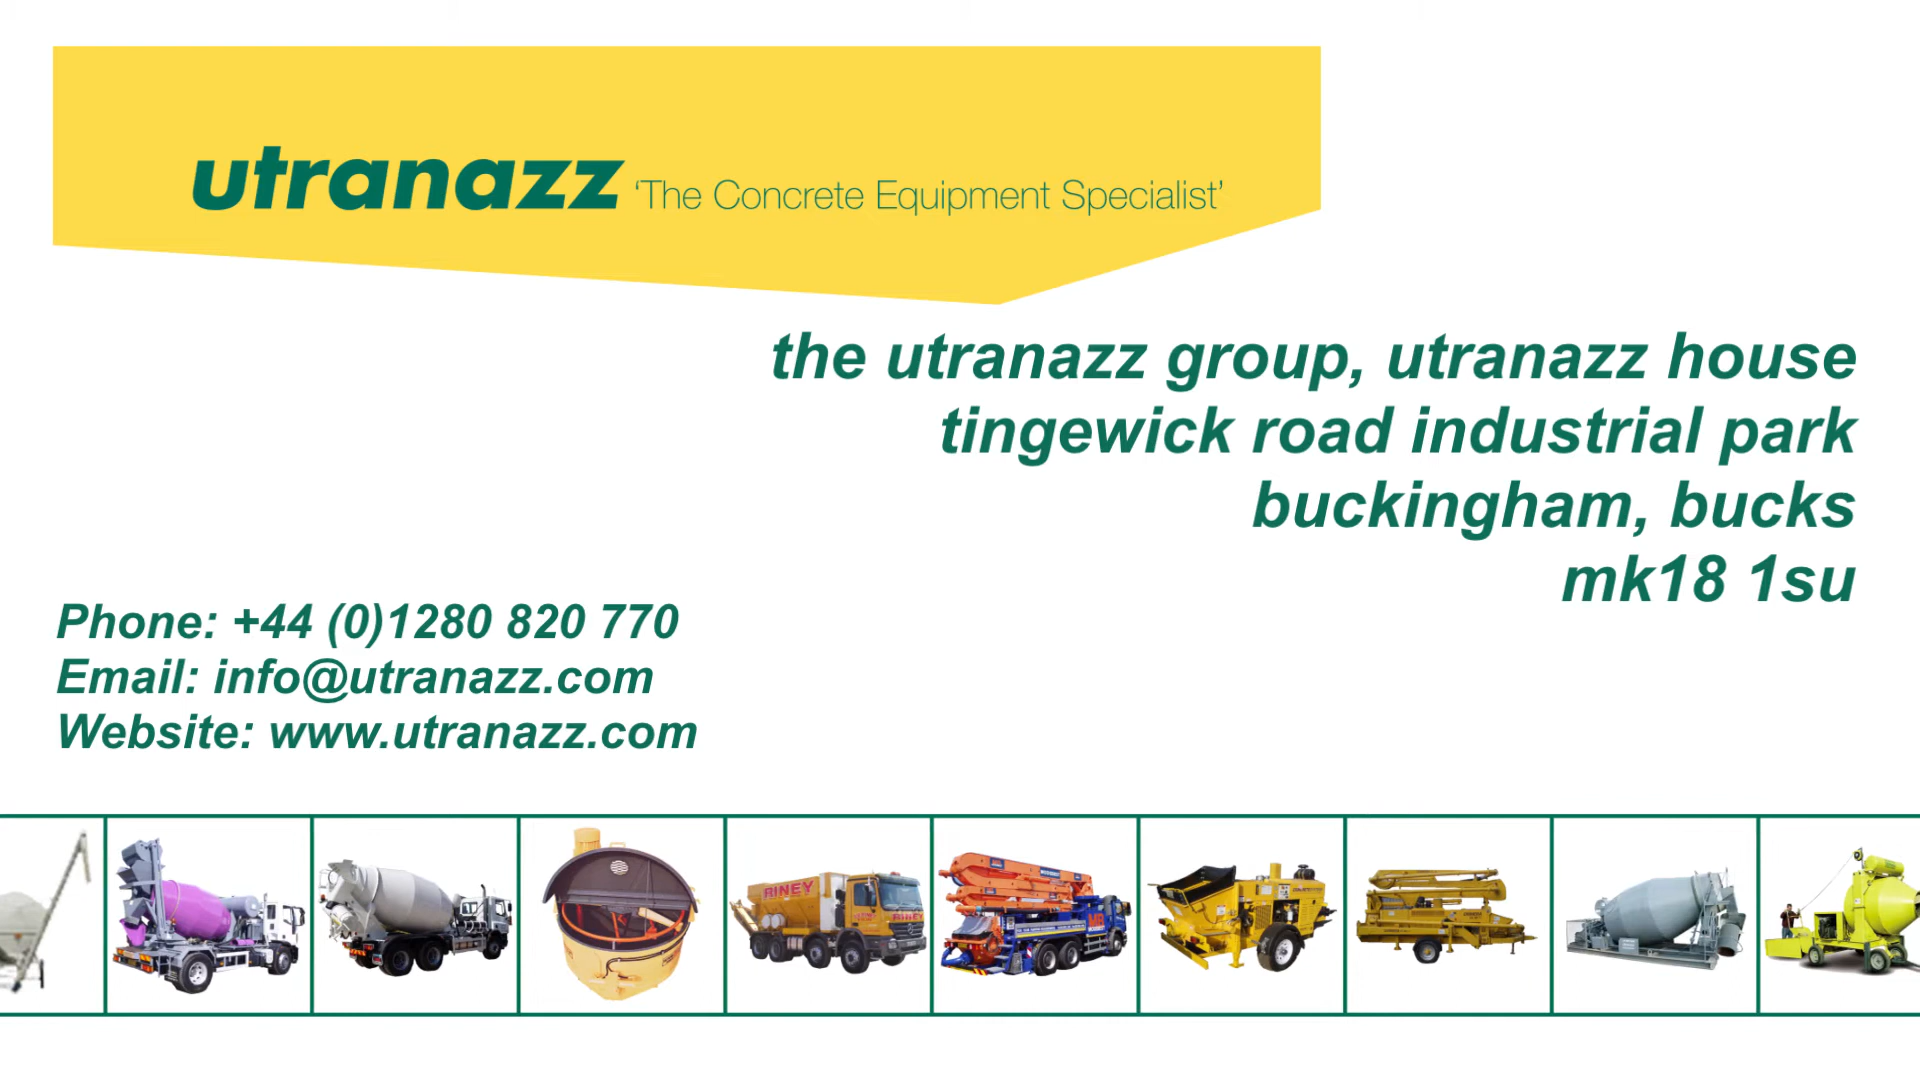 utranazz 'The Concrete Equipment Specialist'
the utranazz group, utranazz house
tingewick road industrial park
buckingham, bucks
mk18 1su
Phone: +44 (0)1280 820 770
Email: info@utranazz.com
Website: www.utranazz.com
RINEY
RINEY